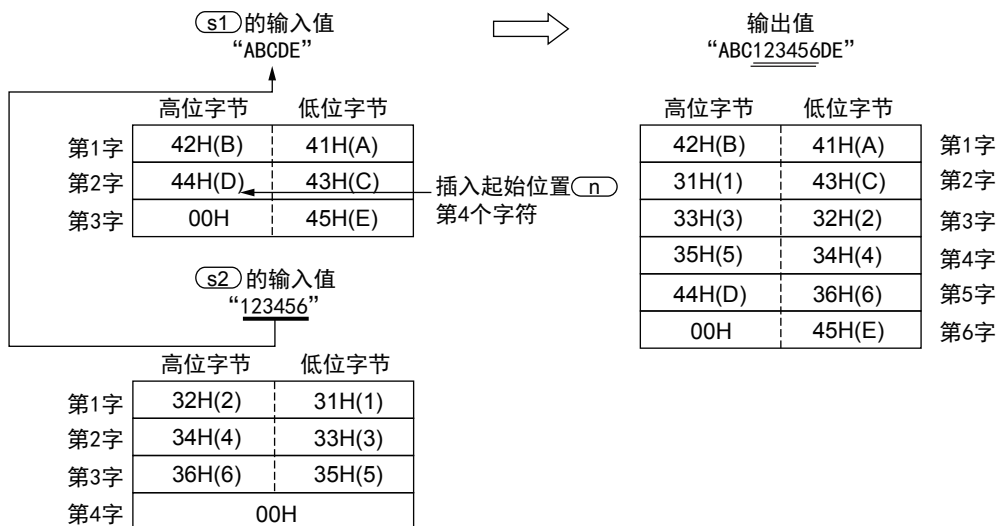 s1 的输入值
“ABCDE”
高位字节 低位字节
第1字 42H(B) 41H(A)
第2字 44H(D) 43H(C)
第3字 00H 45H(E)
插入起始位置 n
第4个字符
s2 的输入值
“123456”
高位字节 低位字节
第1字 32H(2) 31H(1)
第2字 34H(4) 33H(3)
第3字 36H(6) 35H(5)
第4字 00H
输出值
“ABC123456DE”
高位字节 低位字节
42H(B) 41H(A) 第1字
31H(1) 43H(C) 第2字
33H(3) 32H(2) 第3字
35H(5) 34H(4) 第4字
44H(D) 36H(6) 第5字
00H 45H(E) 第6字